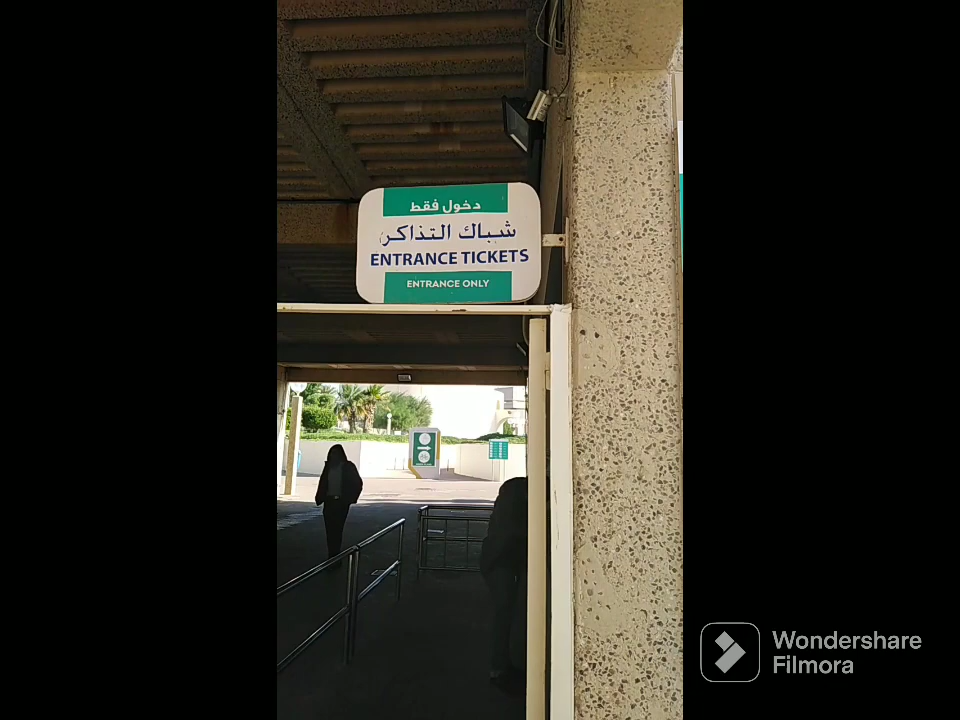 دخول فقط
شباك التذاكر
ENTRANCE TICKETS
ENTRANCE ONLY
Wondershare
Filmora